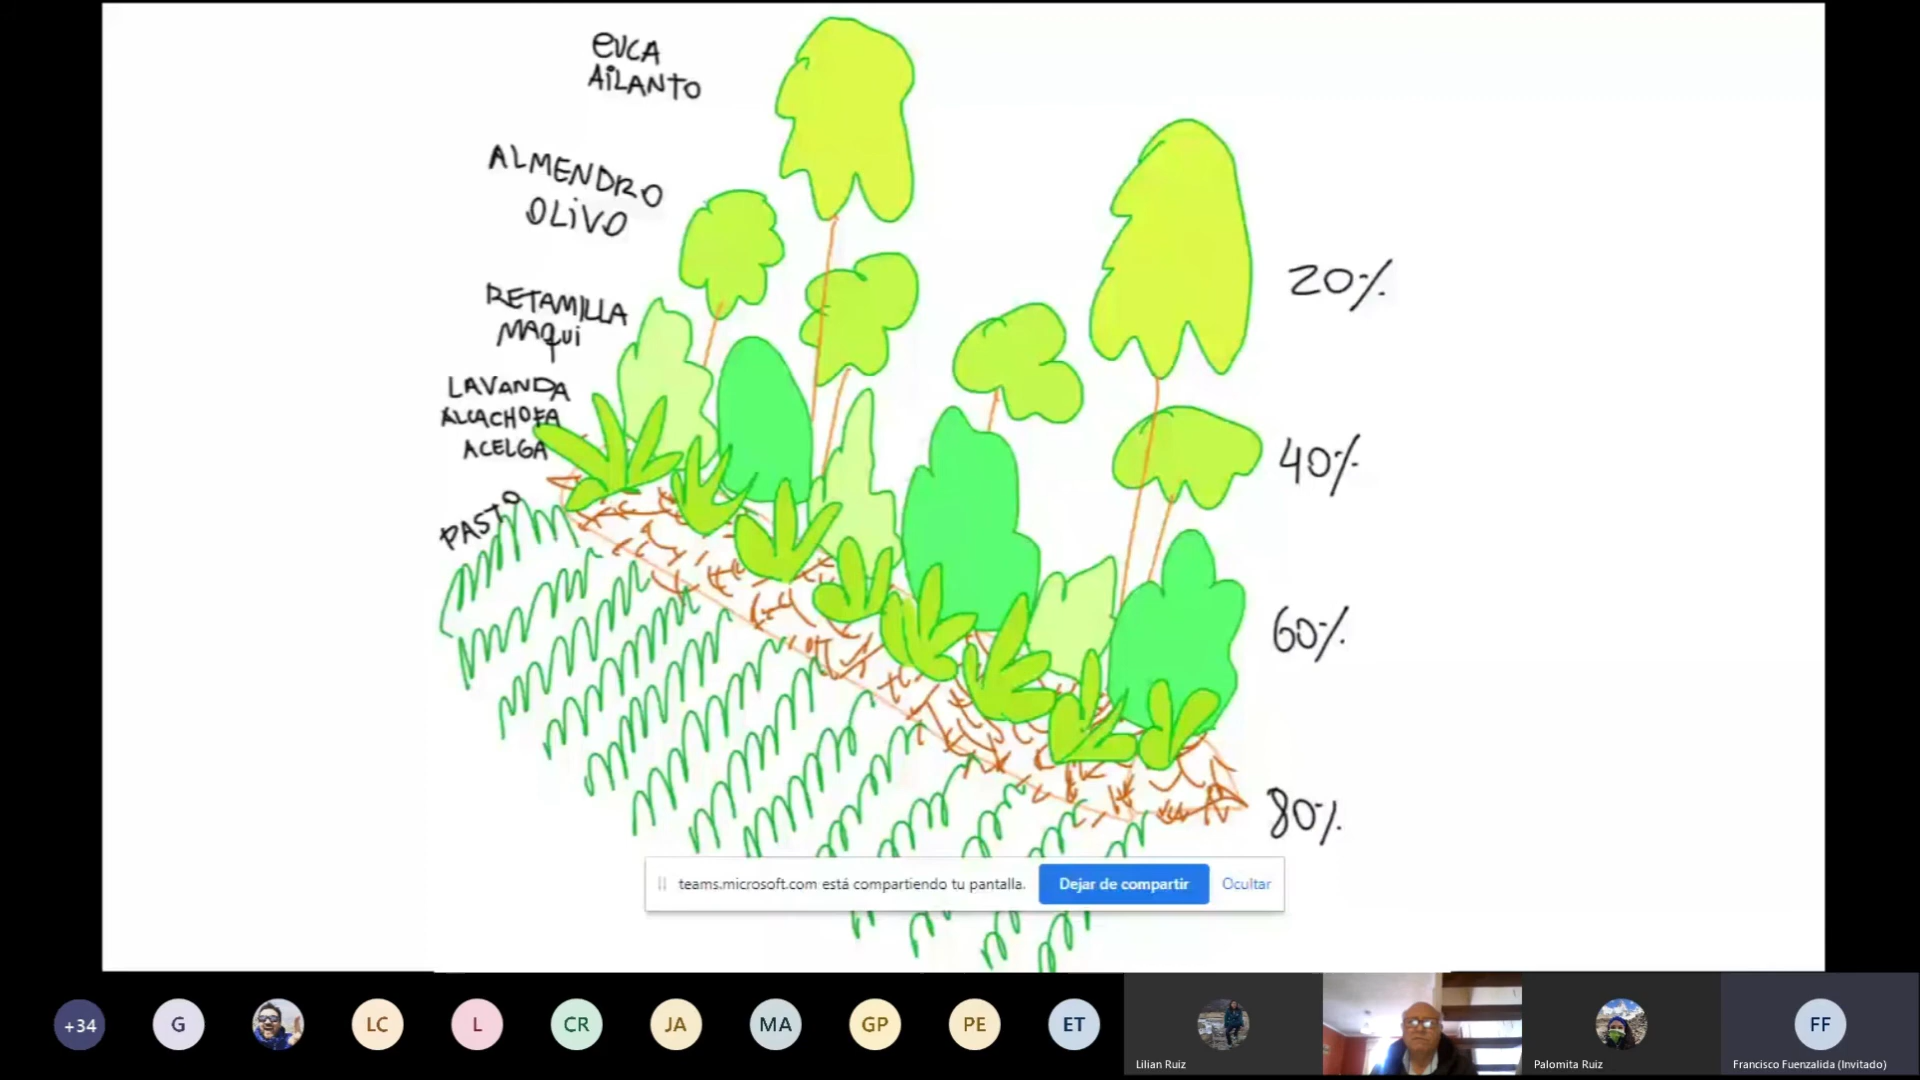 EUCA
AILANTO
ALMENDRO
OLIVO
20%
RETAMILLA
MAQUI
LAVANDA
ALCACHOFA
ACELGA
40%
PASTO
60%
80%
teams.microsoft.com está compartiendo tu pantalla.
Dejar de compartir
Ocultar
+34
G
LC
L
CR
JA
MA
GP
PE
ET
FF
Lilian Ruiz
Palomita Ruiz
Francisco Fuenzalida (Invitado)